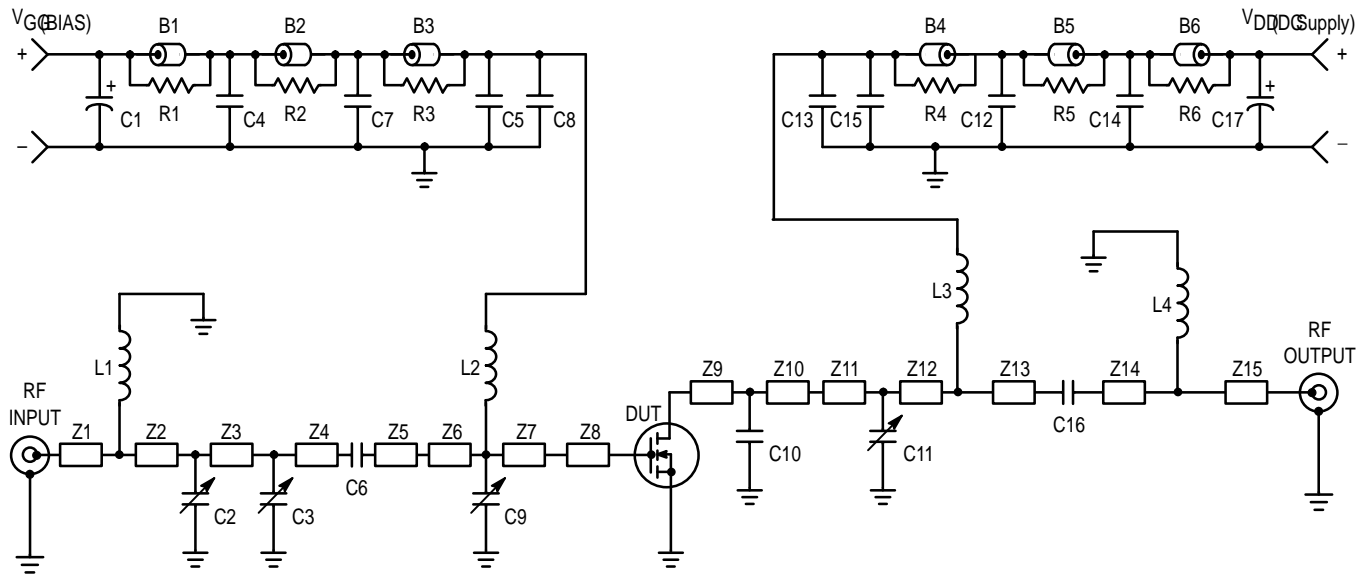 VGG(BIAS)
B1
B2
B3
B4
B5
B6
VDD(DC Supply)
+
+
+
+
C1
R1
C4
R2
C7
R3
C5
C8
C13
C15
R4
C12
R5
C14
R6
C17
−
−
L1
L2
L3
L4
RF
INPUT
RF
OUTPUT
Z1
Z2
Z3
Z4
Z5
Z6
Z7
Z8
DUT
Z9
Z10
Z11
Z12
Z13
Z14
Z15
C6
C16
C2
C3
C9
C10
C11